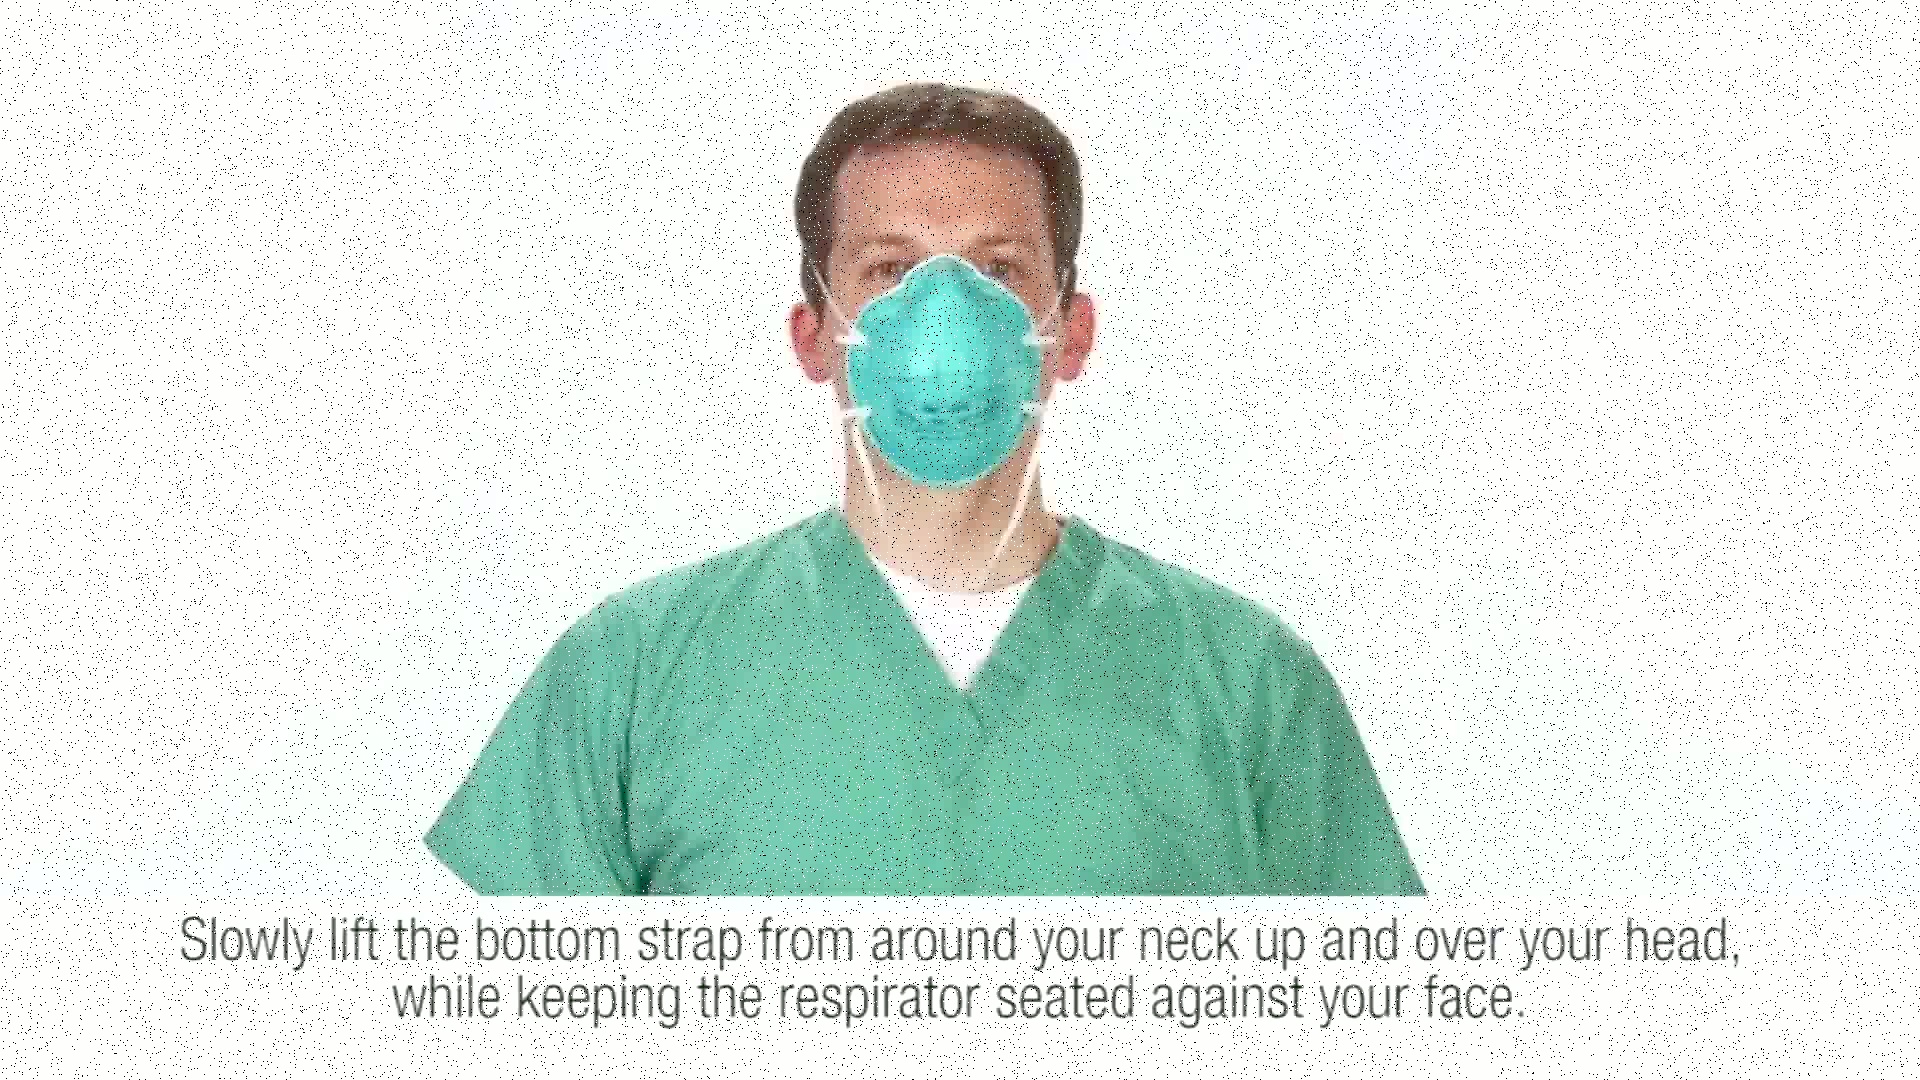 Slowly lift the bottom strap from around your neck up and over your head,
while keeping the respirator seated against your face.